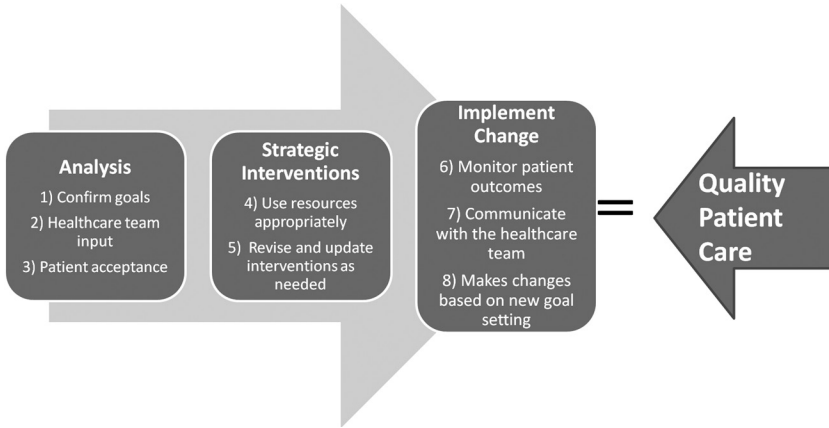 Analysis
1) Confirm goals
2) Healthcare team
input
3) Patient acceptance
Strategic
Interventions
4) Use resources
appropriately
5) Revise and update
interventions as
needed
Implement
Change
6) Monitor patient
outcomes
7) Communicate
with the healthcare
team
8) Makes changes
based on new goal
setting
=
Quality
Patient
Care